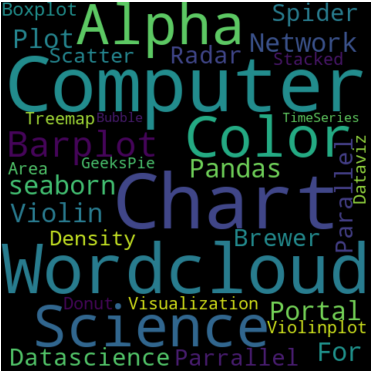 Boxplot
Alpha
Spider
Plot
Network
Scatter
Radar
Stacked
Computer
Treemap
Bubble
Color
TimeSeries
Barplot
Dataviz
Area
GeeksPie
Pandas
Parallel
seaborn
Chart
Violin
Density
Brewer
Wordcloud
Donut
Visualization
Portal
Science
Violinplot
Datascience
Parrallel
For